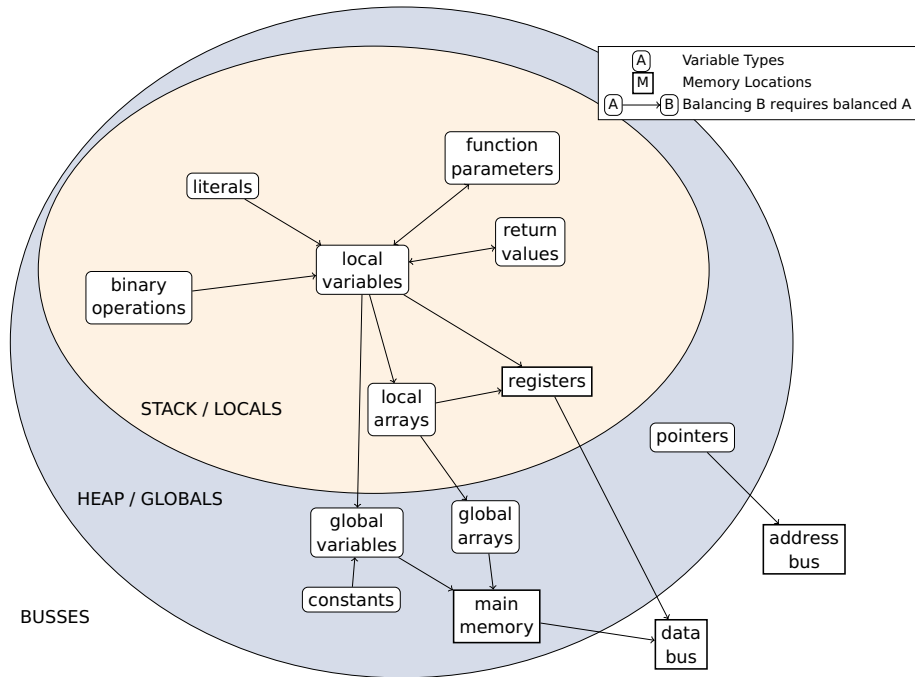 A Variable Types
M Memory Locations
A B Balancing B requires balanced A
function
parameters
literals
return
values
local
variables
binary
operations
registers
local
arrays
STACK / LOCALS
pointers
HEAP / GLOBALS
global
variables
global
arrays
address
bus
constants
main
memory
BUSSES
data
bus